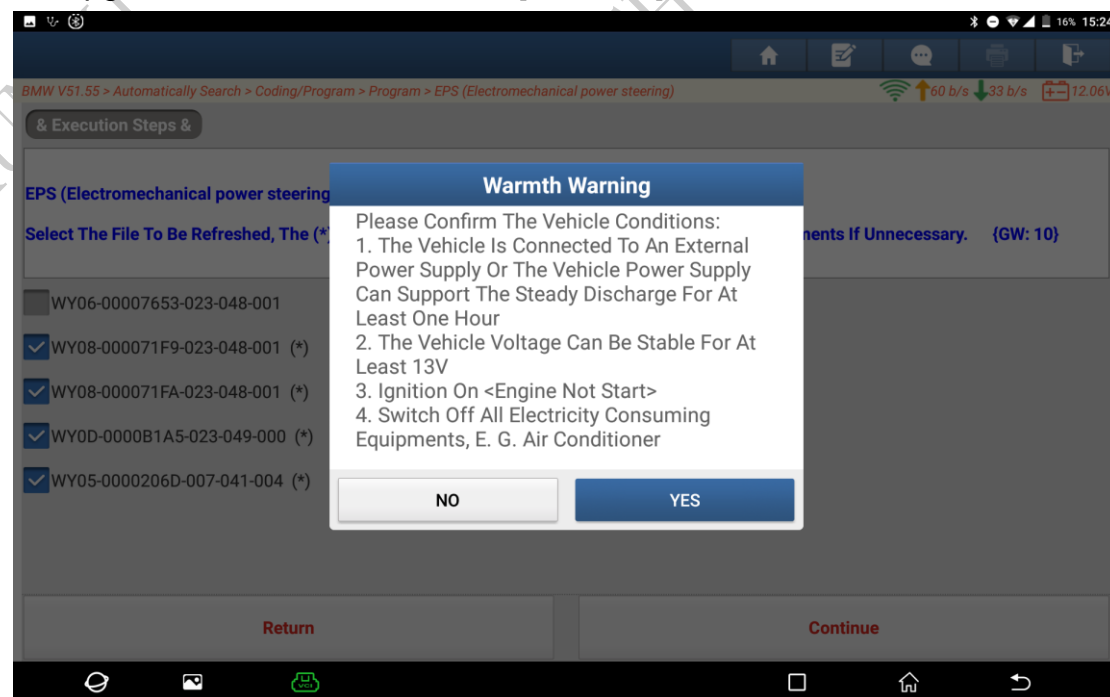 16% 15:24
BMW V51.55 > Automatically Search > Coding/Program > Program > EPS (Electromechanical power steering)
60 b/s 33 b/s 12.06V
& Execution Steps &
EPS (Electromechanical power steering
Select The File To Be Refreshed, The (*) nents If Unnecessary. {GW: 10}
Warmth Warning
Please Confirm The Vehicle Conditions:
1. The Vehicle Is Connected To An External
Power Supply Or The Vehicle Power Supply
Can Support The Steady Discharge For At
Least One Hour
2. The Vehicle Voltage Can Be Stable For At
Least 13V
3. Ignition On <Engine Not Start>
4. Switch Off All Electricity Consuming
Equipments, E. G. Air Conditioner
NO
YES
WY06-00007653-023-048-001
WY08-000071F9-023-048-001 (*)
WY08-000071FA-023-048-001 (*)
WY0D-0000B1A5-023-049-000 (*)
WY05-0000206D-007-041-004 (*)
Return
Continue
VCI